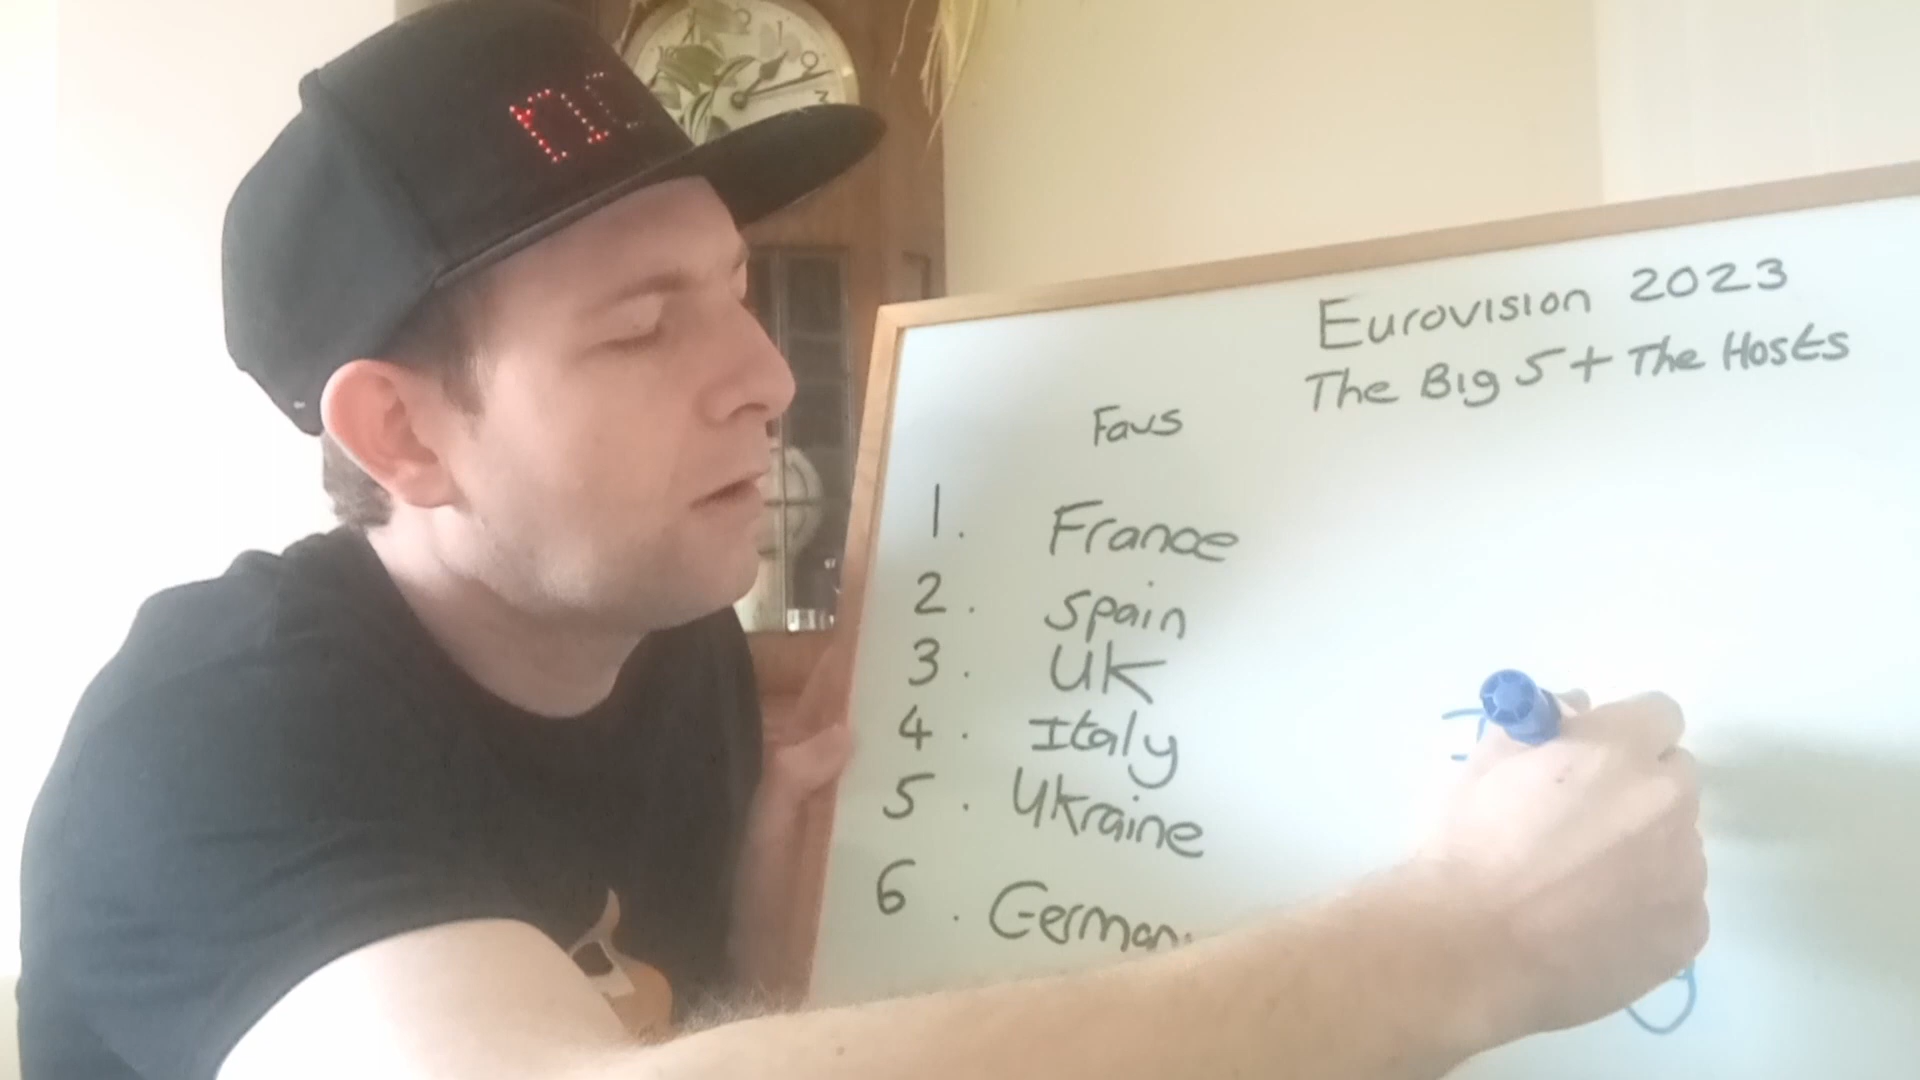 Eurovision 2023
The Big 5 + The Hosts
Favs
1. France
2. Spain
3. UK
4. Italy
5. Ukraine
6. German